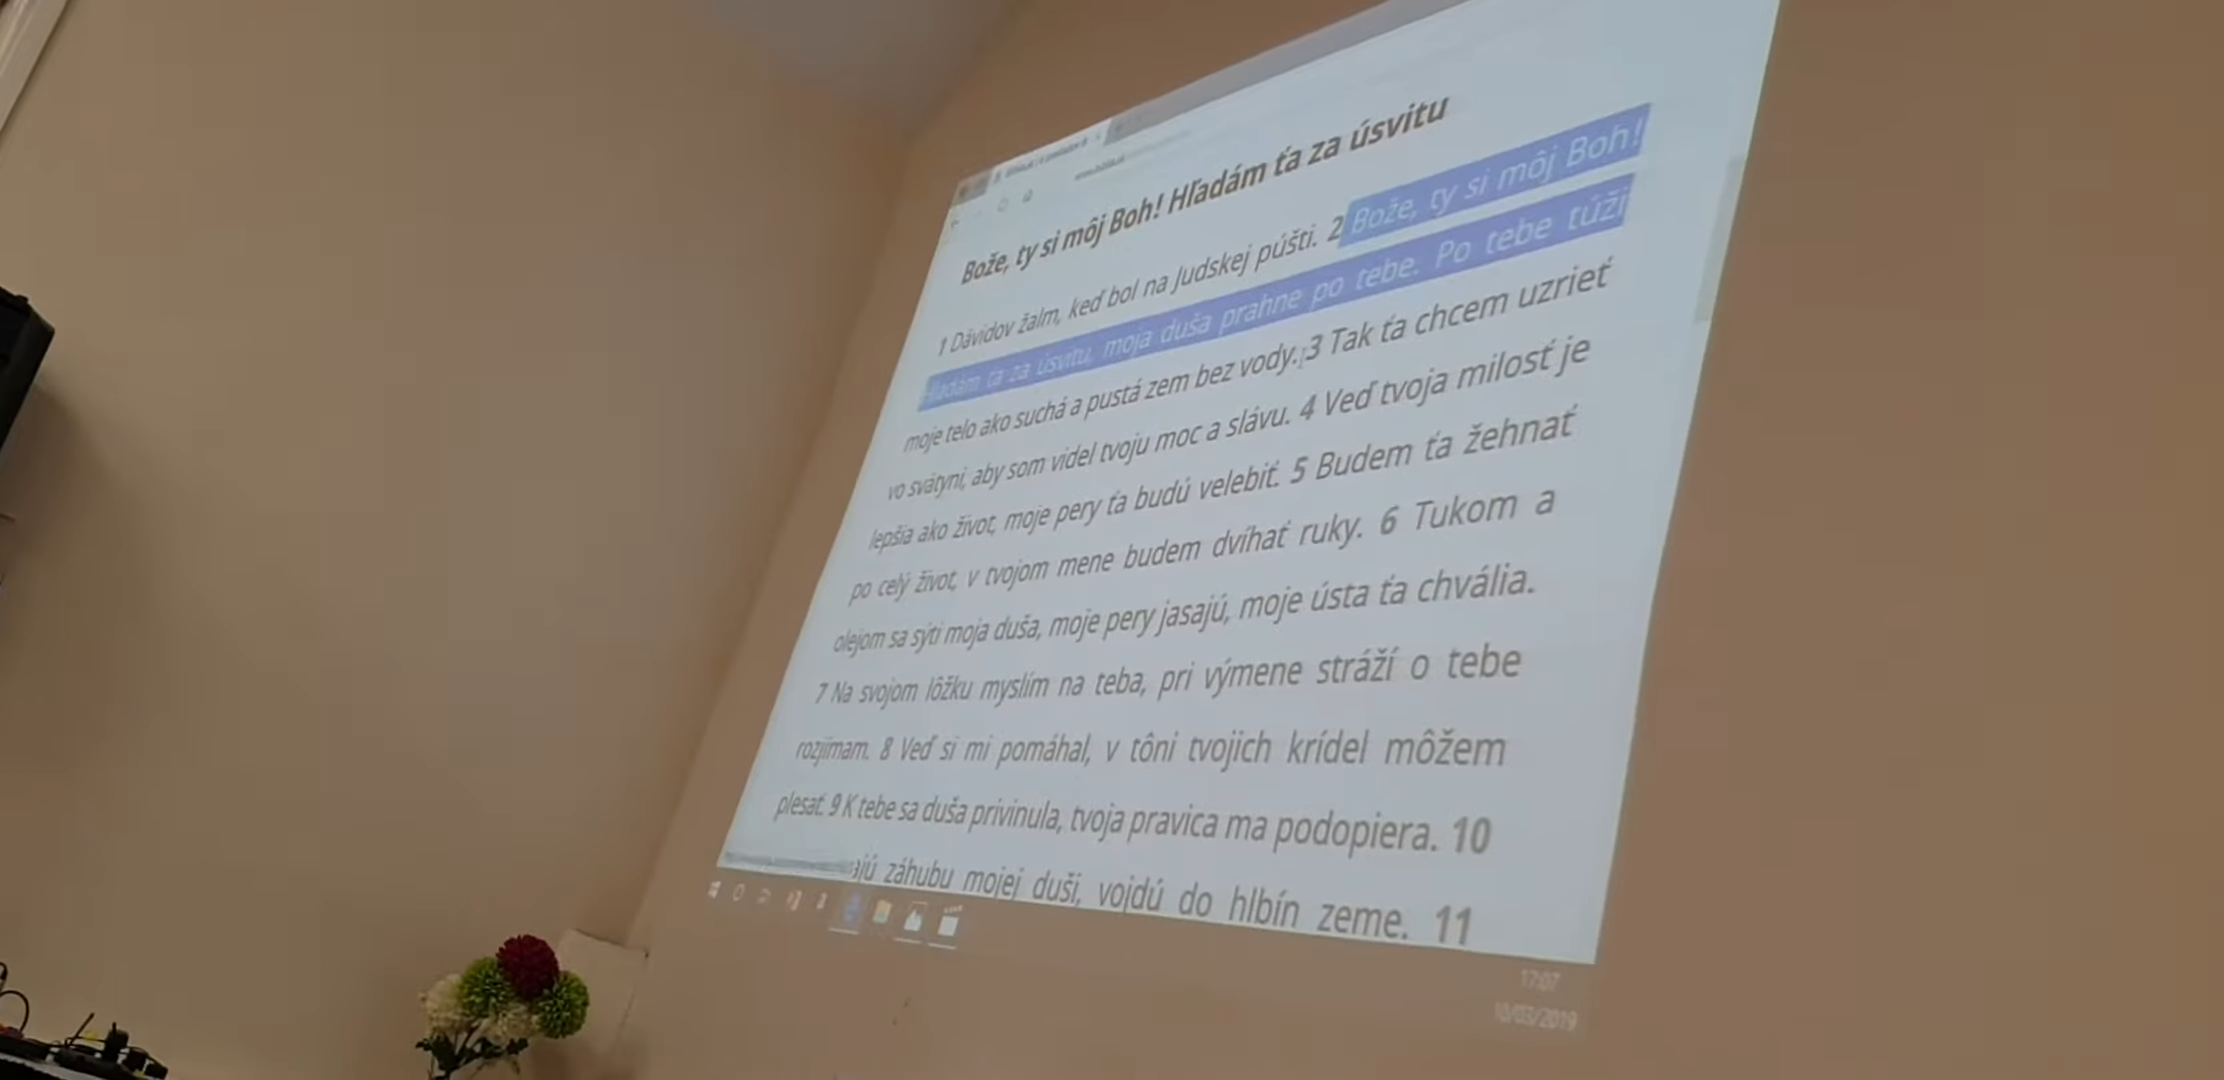 Bože, ty si môj Boh! Hľadám ťa za úsvitu
1 Dávidov žalm, keď bol na Judskej púšti. 2 Bože, ty si môj Boh!
Hľadám ťa za úsvitu, moja duša prahne po tebe. Po tebe túži
moje telo ako suchá a pustá zem bez vody. 3 Tak ťa chcem uzrieť
vo svätyni, aby som videl tvoju moc a slávu. 4 Veď tvoja milosť je
lepšia ako život, moje pery ťa budú velebiť. 5 Budem ťa žehnať
po celý život, v tvojom mene budem dvíhať ruky. 6 Tukom a
olejom sa sýti moja duša, moje pery jasajú, moje ústa ťa chvália.
7 Na svojom lôžku myslím na teba, pri výmene stráží o tebe
rozjímam. 8 Veď si mi pomáhal, v tôni tvojich krídel môžem
plesať. 9 K tebe sa duša privinula, tvoja pravica ma podopiera. 10
ajú záhubu mojej duši, vojdú do hlbín zeme. 11
17:07
10/03/2019